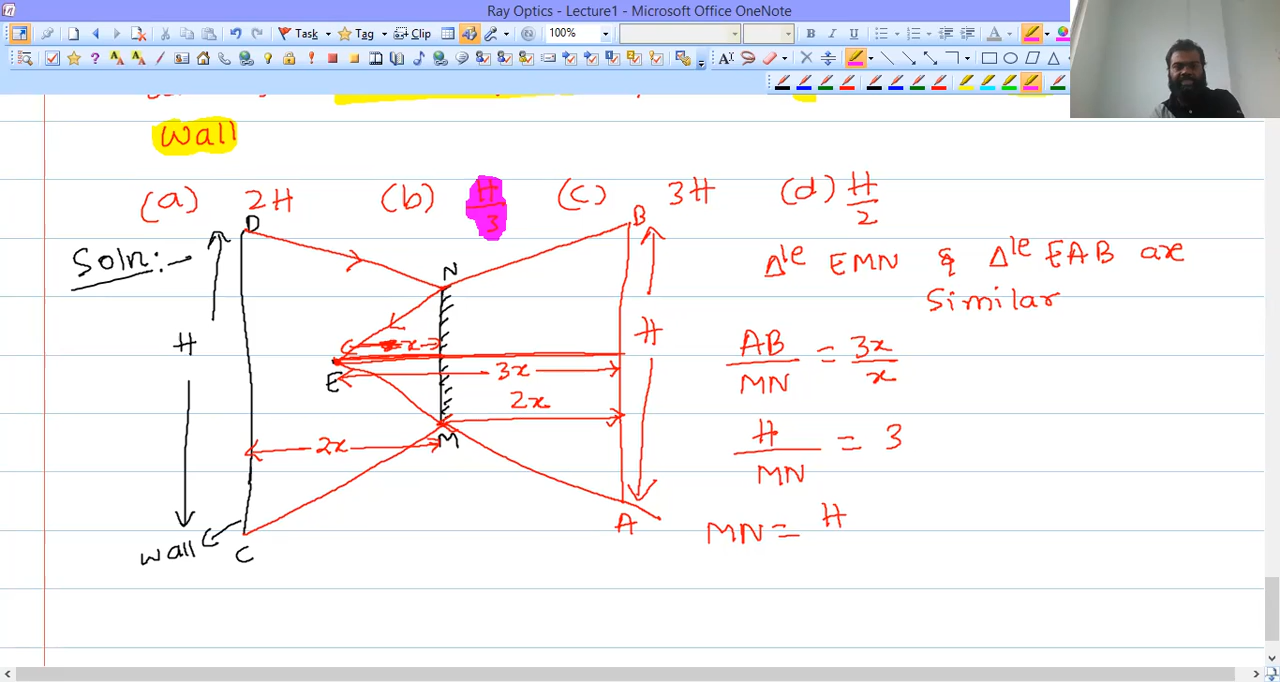 Ray Optics - Lecture1 - Microsoft OneNote
Task
Tag
Clip
100%
B I U
wall
(a) 2H (b) H/3 (c) 3H (d) H/2
Soln:-
Δle EMN & Δle EAB are
Similar
AB/MN = 3x/x
H/MN = 3
MN = H
D
N
B
H
x
E
3x
H
2x
2x
M
A
wall
C